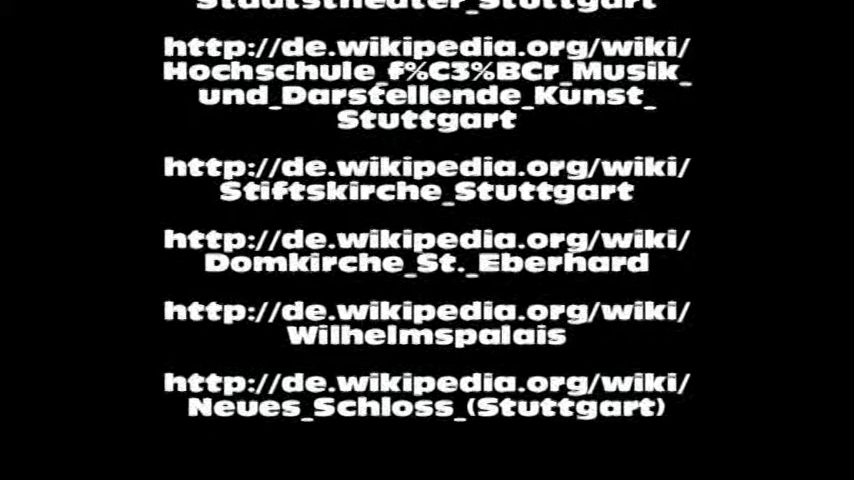 Staatstheater_Stuttgart
http://de.wikipedia.org/wiki/
Hochschule_f%C3%BCr_Musik_
und_Darstellende_Kunst_
Stuttgart
http://de.wikipedia.org/wiki/
Stiftskirche_Stuttgart
http://de.wikipedia.org/wiki/
Domkirche_St._Eberhard
http://de.wikipedia.org/wiki/
Wilhelmspalais
http://de.wikipedia.org/wiki/
Neues_Schloss_(Stuttgart)